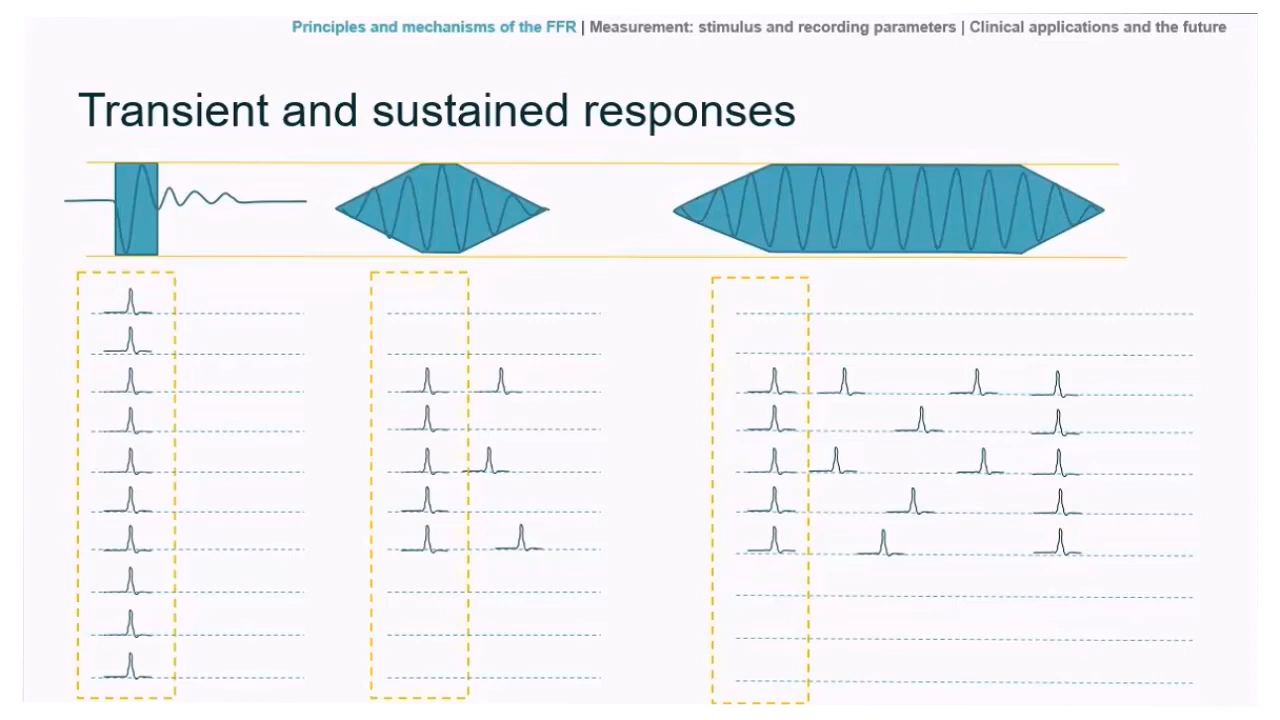 Principles and mechanisms of the FFR | Measurement: stimulus and recording parameters | Clinical applications and the future
Transient and sustained responses